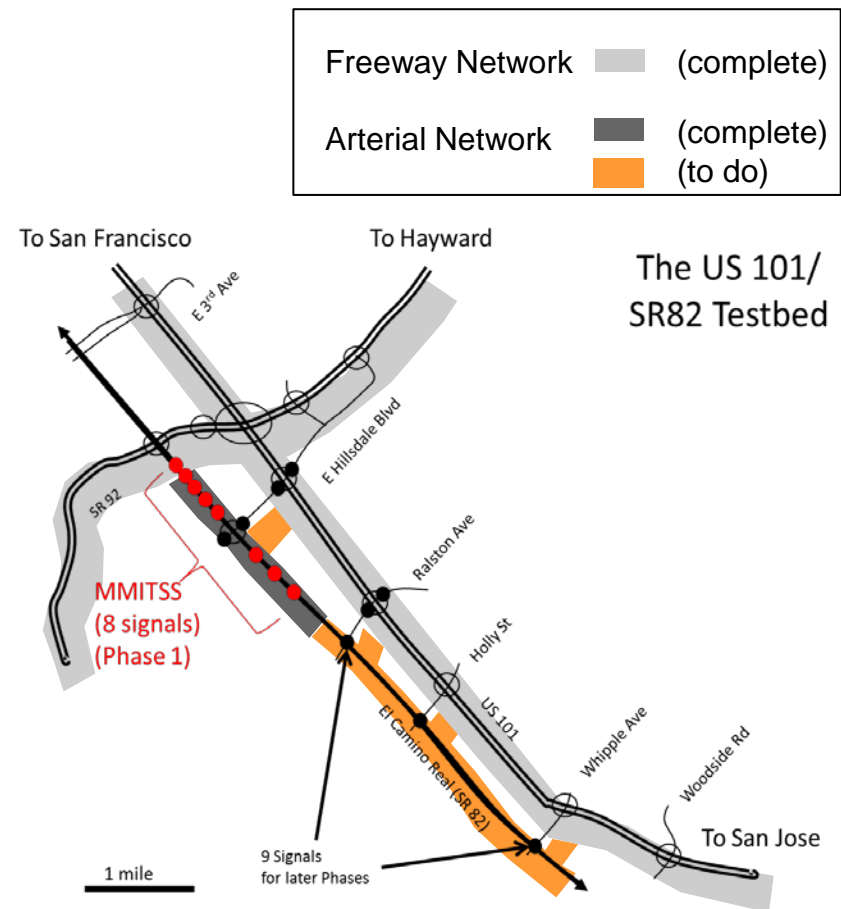 Freeway Network (complete)
Arterial Network (complete)
(to do)
To San Francisco
To Hayward
The US 101/
SR82 Testbed
E 3rd Ave
E Hillsdale Blvd
SR 92
Ralston Ave
MMITSS
(8 signals)
(Phase 1)
Holly St
US 101
Whipple Ave
El Camino Real (SR 82)
Woodside Rd
To San Jose
9 Signals
for later Phases
1 mile